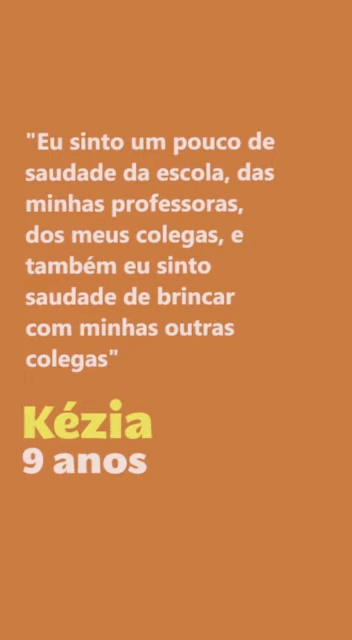 "Eu sinto um pouco de
saudade da escola, das
minhas professoras,
dos meus colegas, e
também eu sinto
saudade de brincar
com minhas outras
colegas"
Kézia
9 anos